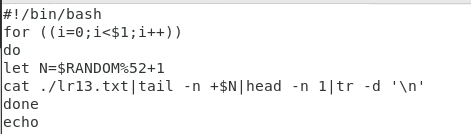 #!/bin/bash
for ((i=0;i<$1;i++))
do
let N=$RANDOM%52+1
cat ./lr13.txt|tail -n +$N|head -n 1|tr -d '\n'
done
echo